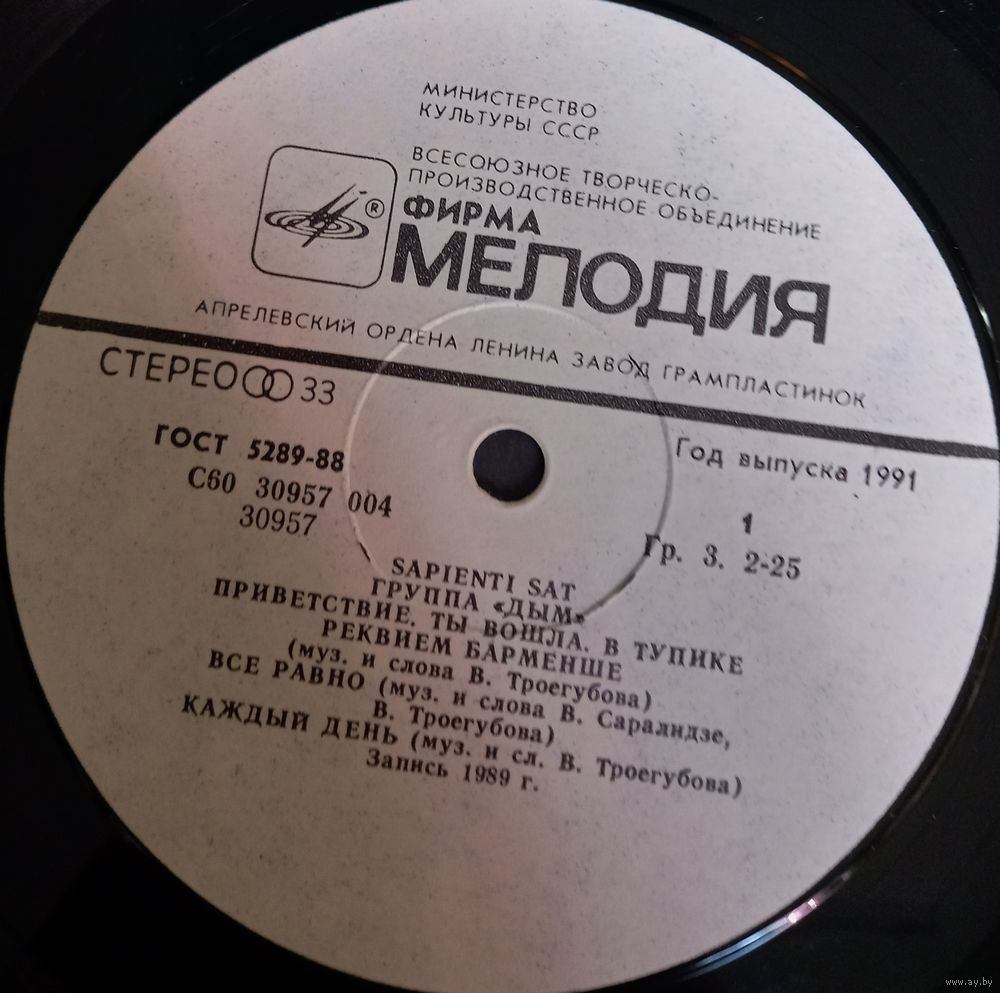 МИНИСТЕРСТВО
КУЛЬТУРЫ СССР
ВСЕСОЮЗНОЕ ТВОРЧЕСКО-
ПРОИЗВОДСТВЕННОЕ ОБЪЕДИНЕНИЕ
ФИРМА
®
МЕЛОДИЯ
АПРЕЛЕВСКИЙ ОРДЕНА ЛЕНИНА ЗАВОД ГРАМПЛАСТИНОК
СТЕРЕО 33
ГОСТ 5289-88
Год выпуска 1991
С60 30957 004
30957
1
Гр. 3. 2-25
SAPIENTI SAT
ГРУППА «ДЫМ»
ПРИВЕТСТВИЕ. ТЫ ВОШЛА. В ТУПИКЕ
РЕКВИЕМ БАРМЕНШЕ
(муз. и слова В. Троегубова)
ВСЕ РАВНО (муз. и слова В. Саралидзе,
В. Троегубова)
КАЖДЫЙ ДЕНЬ (муз. и сл. В. Троегубова)
Запись 1989 г.
www.ay.by